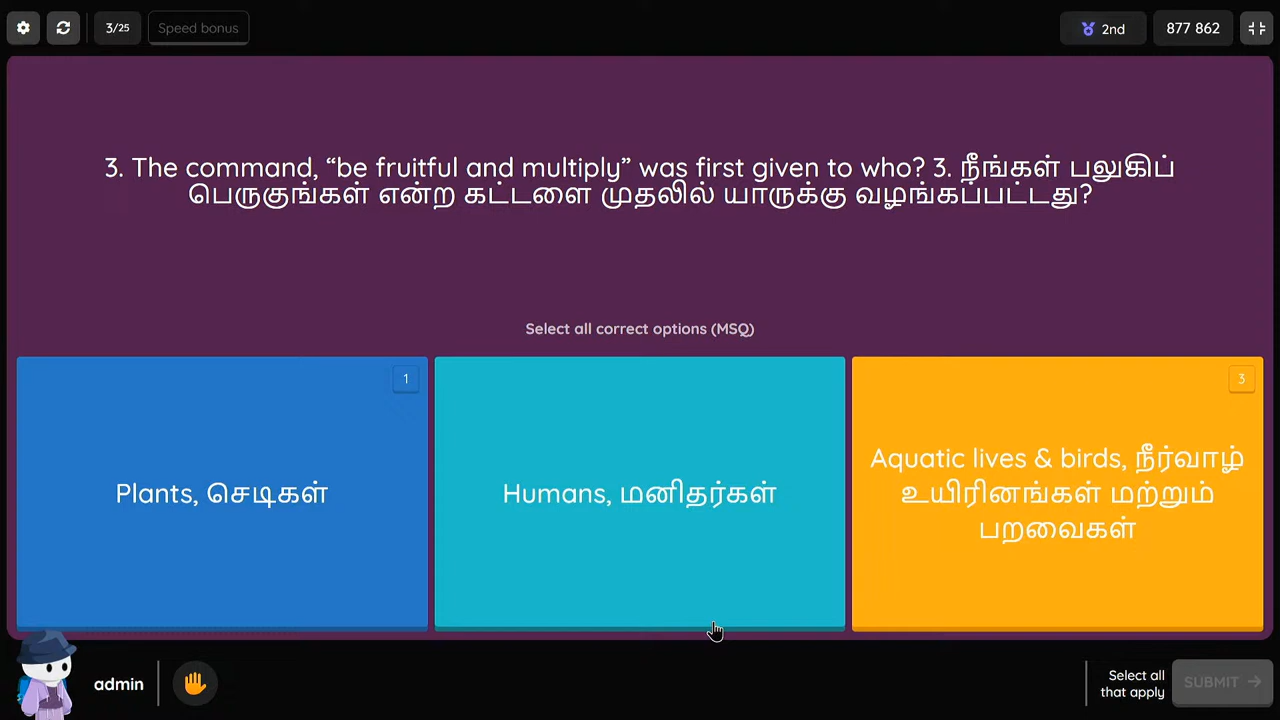 3/25
Speed bonus
2nd
877 862
3. The command, “be fruitful and multiply” was first given to who? 3. நீங்கள் பலுகிப்
பெருகுங்கள் என்ற கட்டளை முதலில் யாருக்கு வழங்கப்பட்டது?
Select all correct options (MSQ)
1
Plants, செடிகள்
Humans, மனிதர்கள்
3
Aquatic lives & birds, நீர்வாழ்
உயிரினங்கள் மற்றும்
பறவைகள்
admin
Select all
that apply
SUBMIT